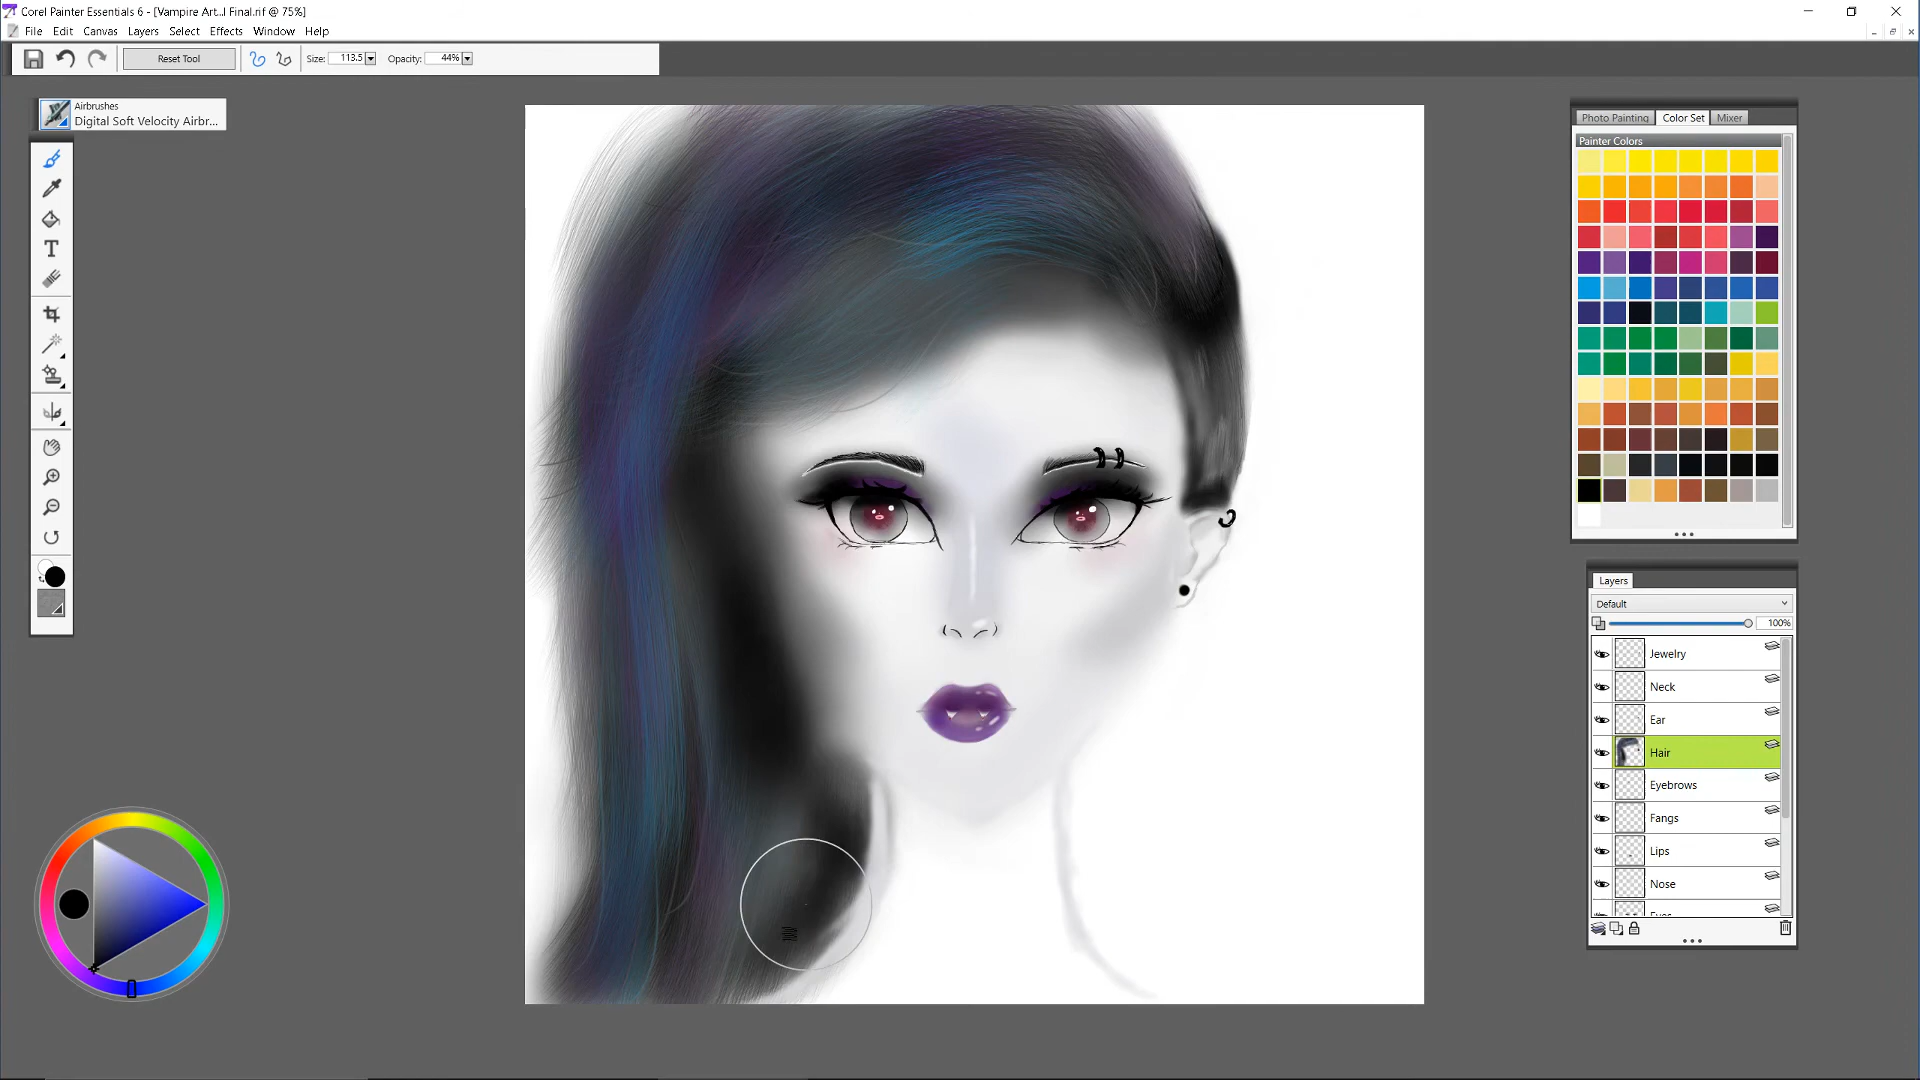 Corel Painter Essentials 6 - [Vampire Art...l Final.rif @ 75%]
File Edit Canvas Layers Select Effects Window Help
Reset Tool Size: 113.5 Opacity: 44%
Airbrushes
Digital Soft Velocity Airbr...
T
Photo Painting Color Set Mixer
Painter Colors
Layers
Default
100%
Jewelry
Neck
Ear
Hair
Eyebrows
Fangs
Lips
Nose
Eyes